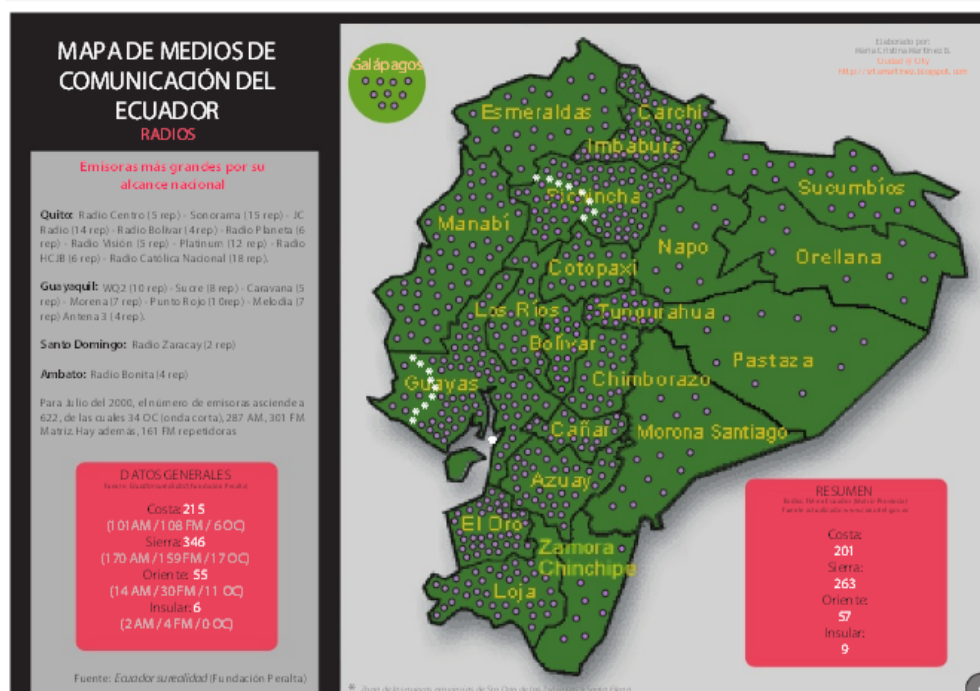 MAPA DE MEDIOS DE
COMUNICACIÓN DEL
ECUADOR
RADIOS
Emisoras más grandes por su
alcance nacional
Quito: Radio Centro (5 rep) - Sonorama (15 rep) - JC
Radio (14 rep) - Radio Bolívar (4 rep) - Radio Planeta (6
rep) - Radio Visión (5 rep) - Platinum (12 rep) - Radio
HCJB (6 rep) - Radio Católica Nacional (18 rep).
Guayaquil: WQ2 (10 rep) - Sucre (8 rep) - Caravana (5
rep) - Morena (7 rep) - Punto Rojo (10rep) - Melodía (7
rep) Antena 3 (4 rep).
Santo Domingo: Radio Zaracay (2 rep)
Ambato: Radio Bonita (4 rep)
Para Julio del 2000, el número de emisoras asciende a
622, de las cuales 34 OC (onda corta), 287 AM, 301 FM
Matriz. Hay además, 161 FM repetidoras
DATOS GENERALES
Fuente: Ecuador su realidad (Fundación Peralta)
Costa: 215
(101 AM / 108 FM / 6 OC)
Sierra: 346
(170 AM / 159 FM / 17 OC)
Oriente: 55
(14 AM / 30 FM / 11 OC)
Insular: 6
(2 AM / 4 FM / 0 OC)
Fuente: Ecuador su realidad (Fundación Peralta)
Galápagos
Elaborado por:
María Cristina Martínez B.
Ciudad @ City
Esmeraldas
Carchi
Imbabura
Pichincha
Sucumbíos
Manabí
Napo
Orellana
Cotopaxi
Los Ríos
Tungurahua
Bolívar
Pastaza
Guayas
Chimborazo
Cañar
Morona Santiago
Azuay
El Oro
Zamora
Chinchipe
Loja
RESUMEN
Costa:
201
Sierra:
263
Oriente:
57
Insular:
9